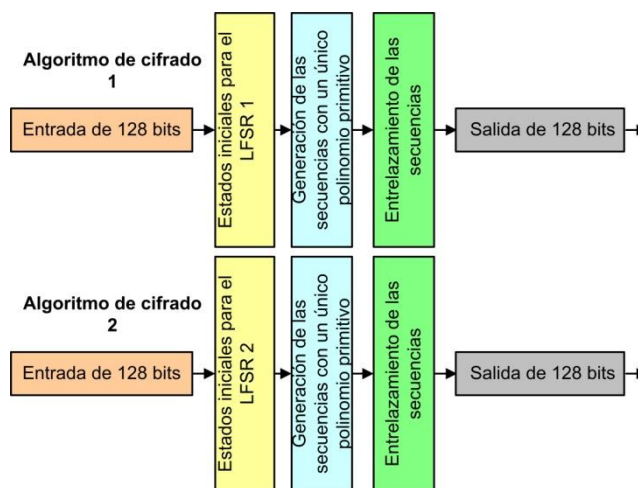 Algoritmo de cifrado
1
Entrada de 128 bits
Estados iniciales para el
LFSR 1
Generación de las
secuencias con un único
polinomio primitivo
Entrelazamiento de las
secuencias
Salida de 128 bits
Algoritmo de cifrado
2
Entrada de 128 bits
Estados iniciales para el
LFSR 2
Generación de las
secuencias con un único
polinomio primitivo
Entrelazamiento de las
secuencias
Salida de 128 bits